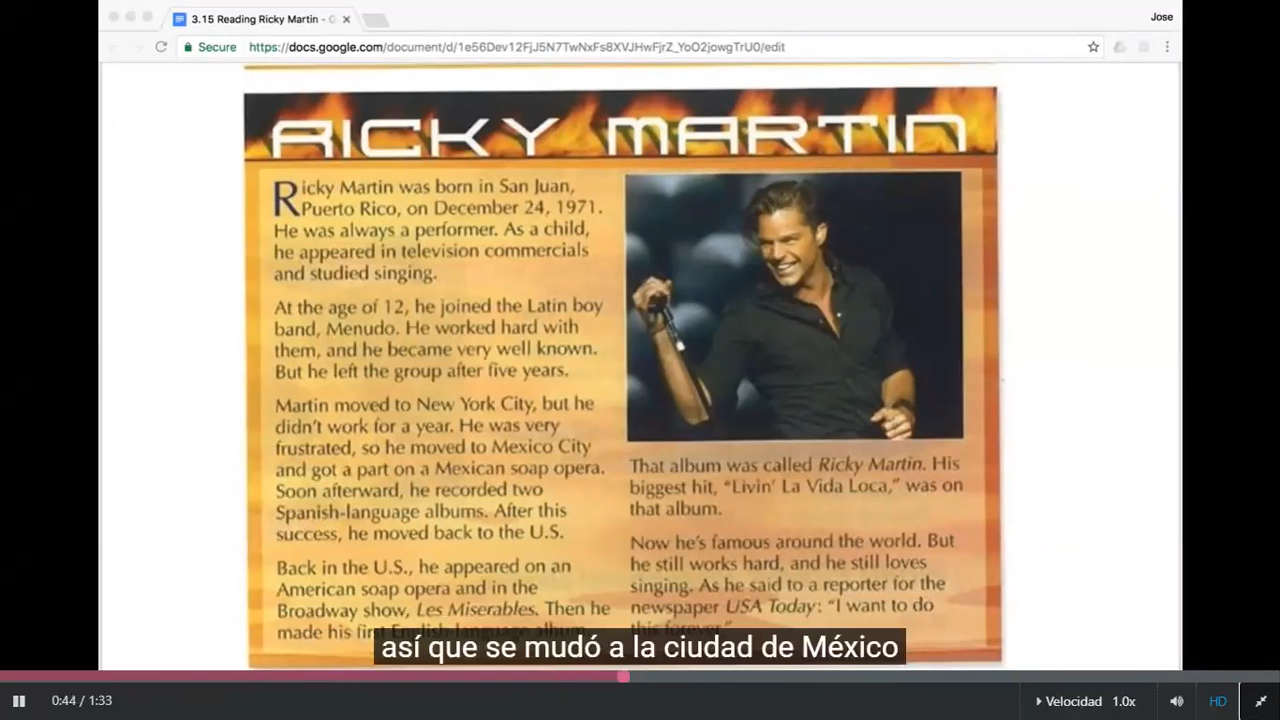 3.15 Reading Ricky Martin - G
Jose
Secure
https://docs.google.com/document/d/1e56Dev12FjJ5N7TwNxFs8XVJHwFjrZ_YoO2jowgTrU0/edit
RICKY MARTIN
Ricky Martin was born in San Juan,
Puerto Rico, on December 24, 1971.
He was always a performer. As a child,
he appeared in television commercials
and studied singing.
At the age of 12, he joined the Latin boy
band, Menudo. He worked hard with
them, and he became very well known.
But he left the group after five years.
Martin moved to New York City, but he
didn't work for a year. He was very
frustrated, so he moved to Mexico City
and got a part on a Mexican soap opera.
Soon afterward, he recorded two
Spanish-language albums. After this
success, he moved back to the U.S.
Back in the U.S., he appeared on an
American soap opera and in the
Broadway show, Les Miserables. Then he
made his first English-language album.
That album was called Ricky Martin. His
biggest hit, “Livin' La Vida Loca,” was on
that album.
Now he's famous around the world. But
he still works hard, and he still loves
singing. As he said to a reporter for the
newspaper USA Today: “I want to do
this forever.”
así que se mudó a la ciudad de México
0:44 / 1:33
Velocidad 1.0x
HD